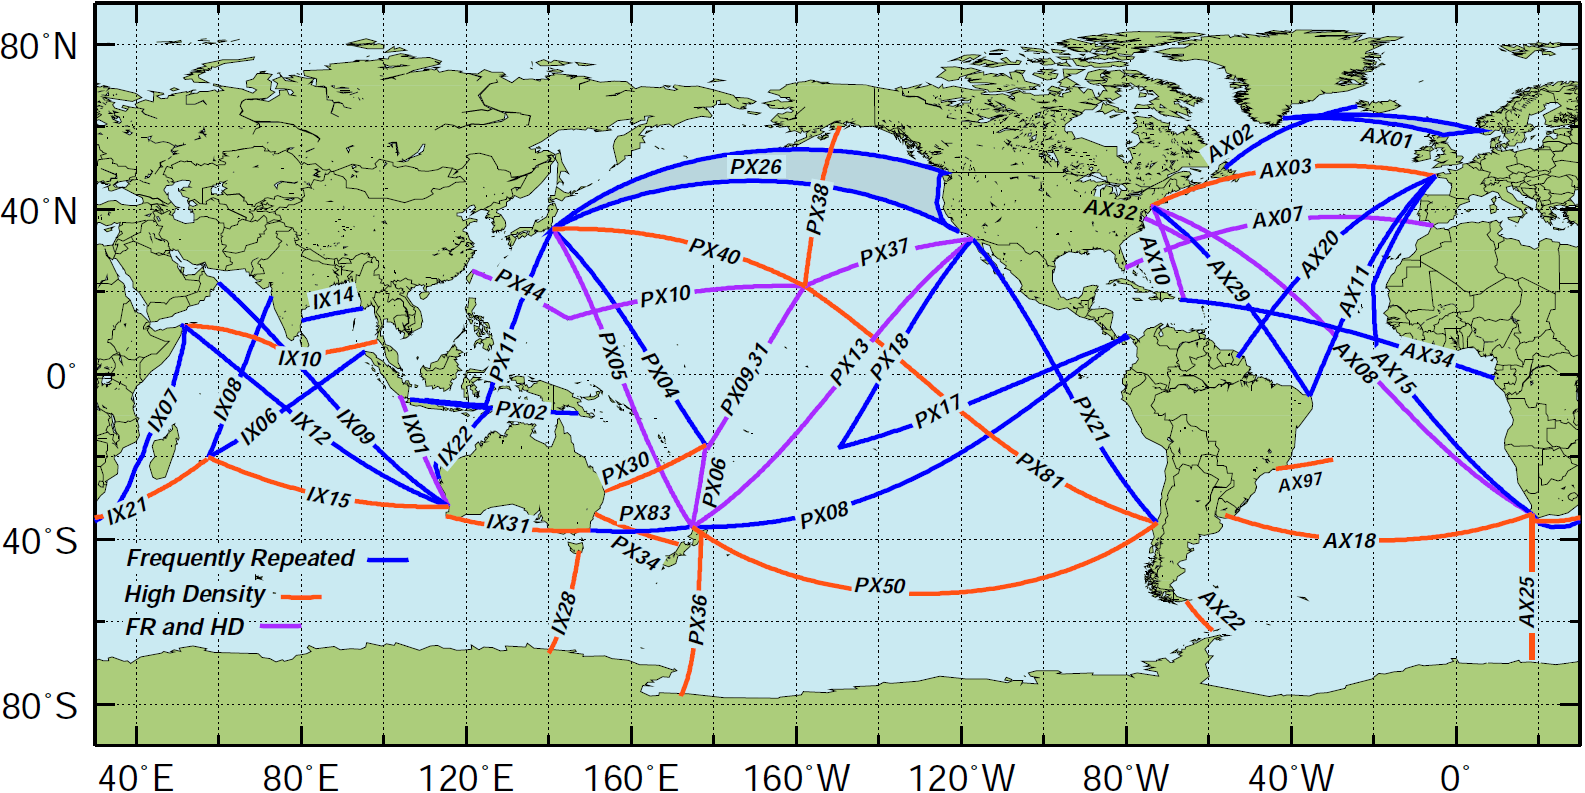 80°N
40°N
0°
40°S
80°S
AX02
AX01
AX03
PX26
PX38
AX32
AX07
PX40
PX37
AX10
AX20
PX44
PX10
AX29
AX11
IX14
IX10
PX11
PX05
PX04
PX09,31
PX13
PX18
AX08
AX15
AX34
IX07
IX08
IX06
IX12
IX09
IX01
IX22
PX02
PX17
PX21
PX30
PX06
PX81
AX97
IX21
IX15
IX31
PX83
PX34
PX08
AX18
Frequently Repeated
High Density
FR and HD
IX28
PX36
PX50
AX22
AX25
40°E
80°E
120°E
160°E
160°W
120°W
80°W
40°W
0°